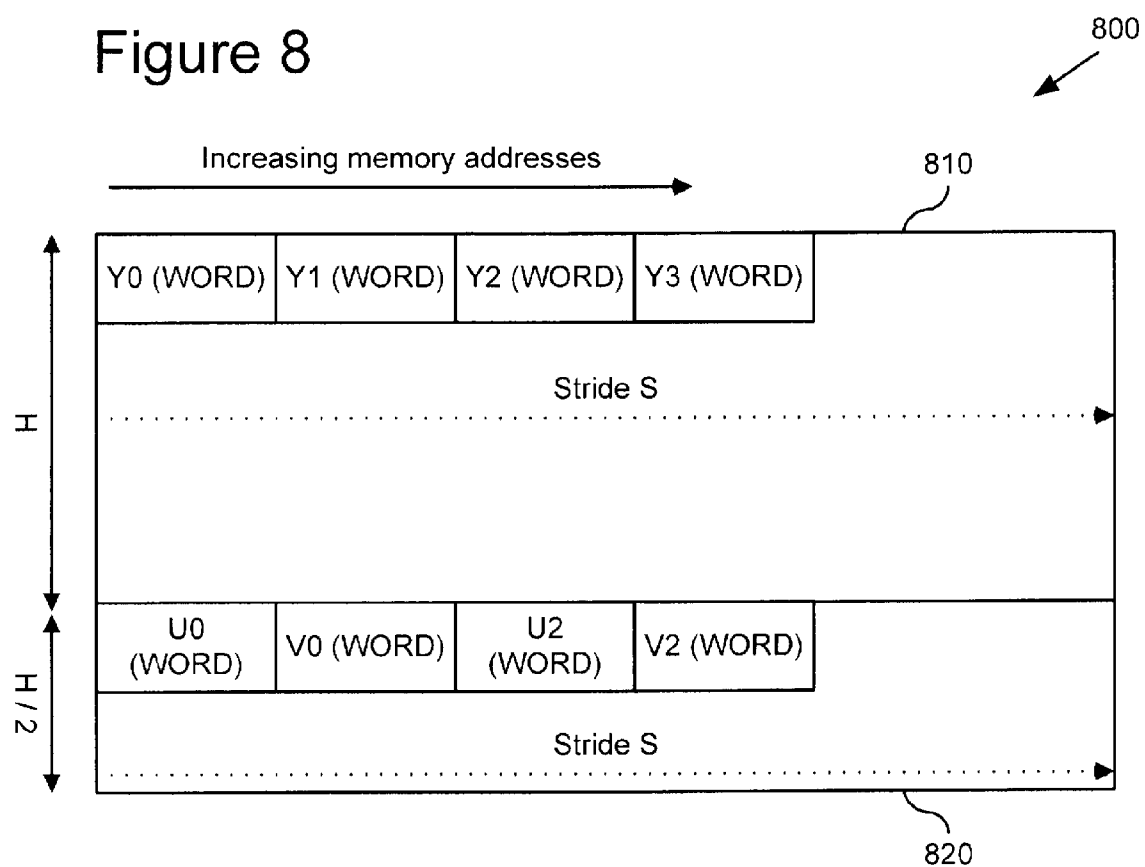 Figure 8
800
Increasing memory addresses
810
Y0 (WORD) Y1 (WORD) Y2 (WORD) Y3 (WORD)
Stride S
H
U0
(WORD)
V0 (WORD)
U2
(WORD)
V2 (WORD)
H / 2
Stride S
820